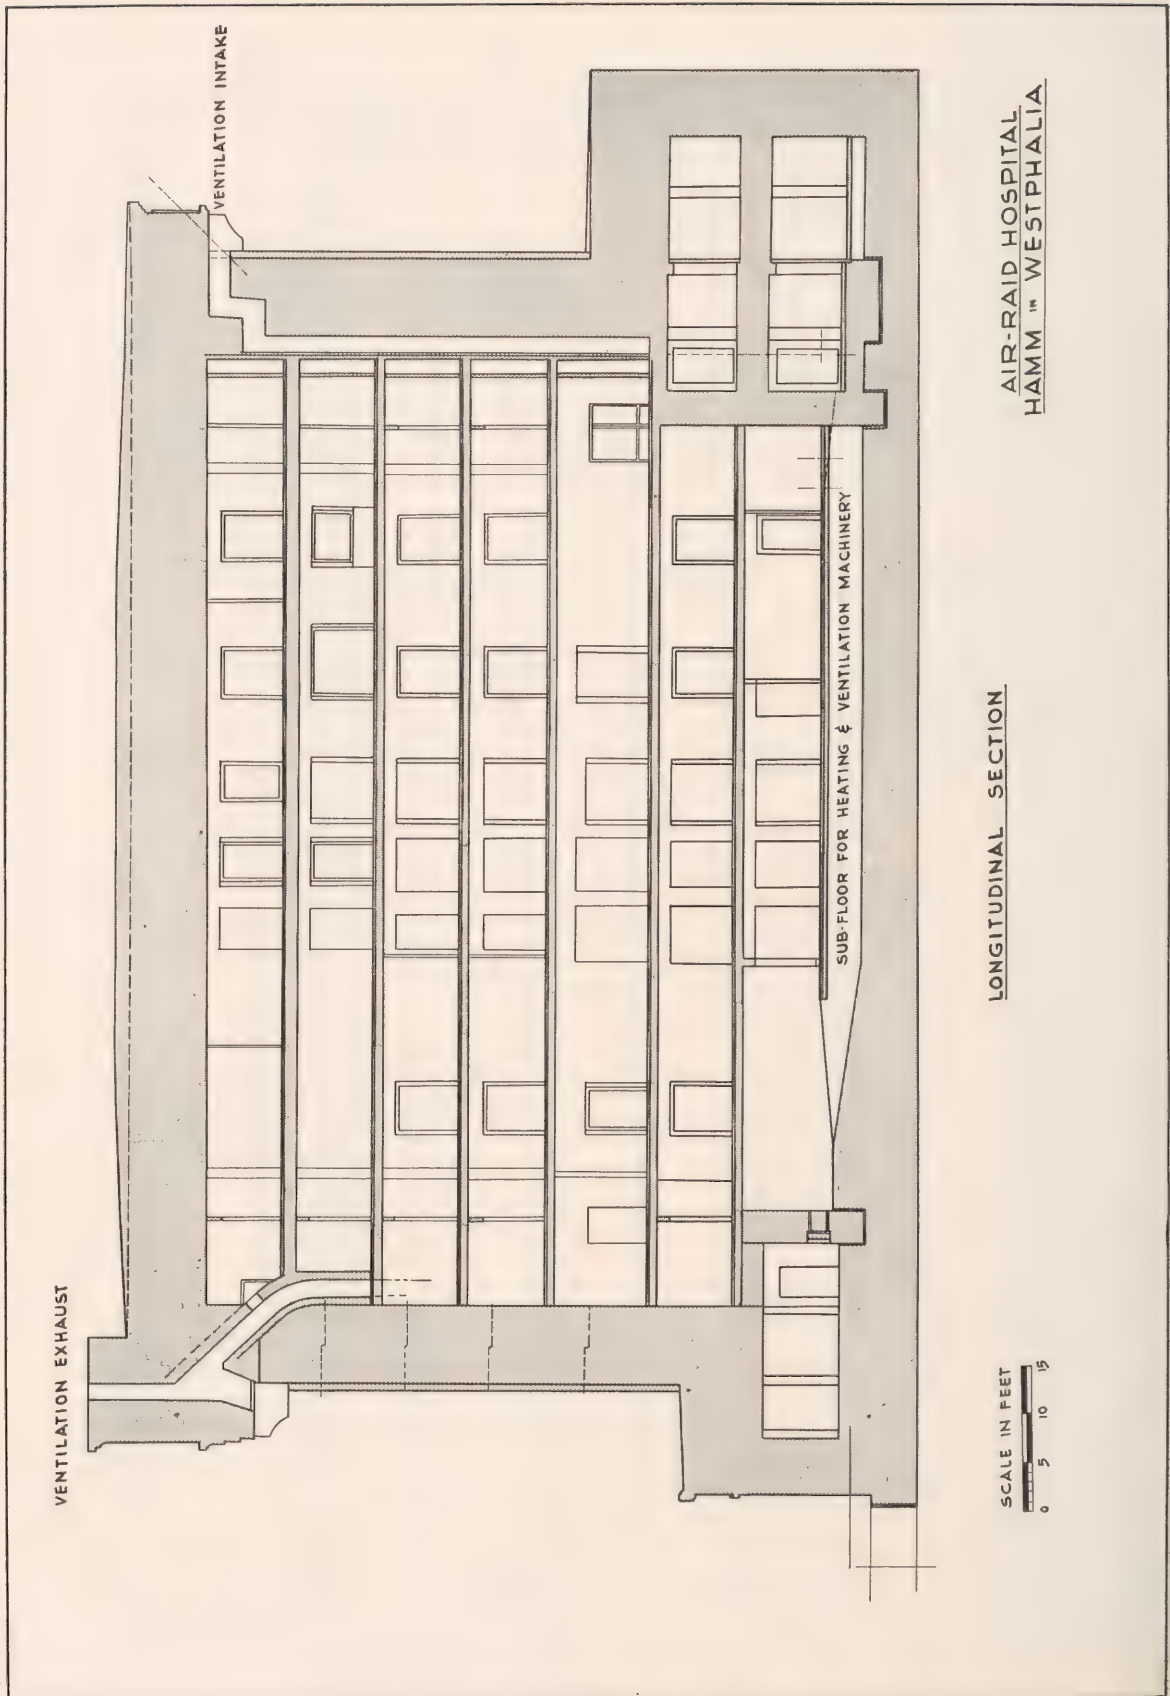 VENTILATION EXHAUST
VENTILATION INTAKE
SUB-FLOOR FOR HEATING & VENTILATION MACHINERY
SCALE IN FEET
0 5 10 15
LONGITUDINAL SECTION
AIR-RAID HOSPITAL
HAMM IN WESTPHALIA